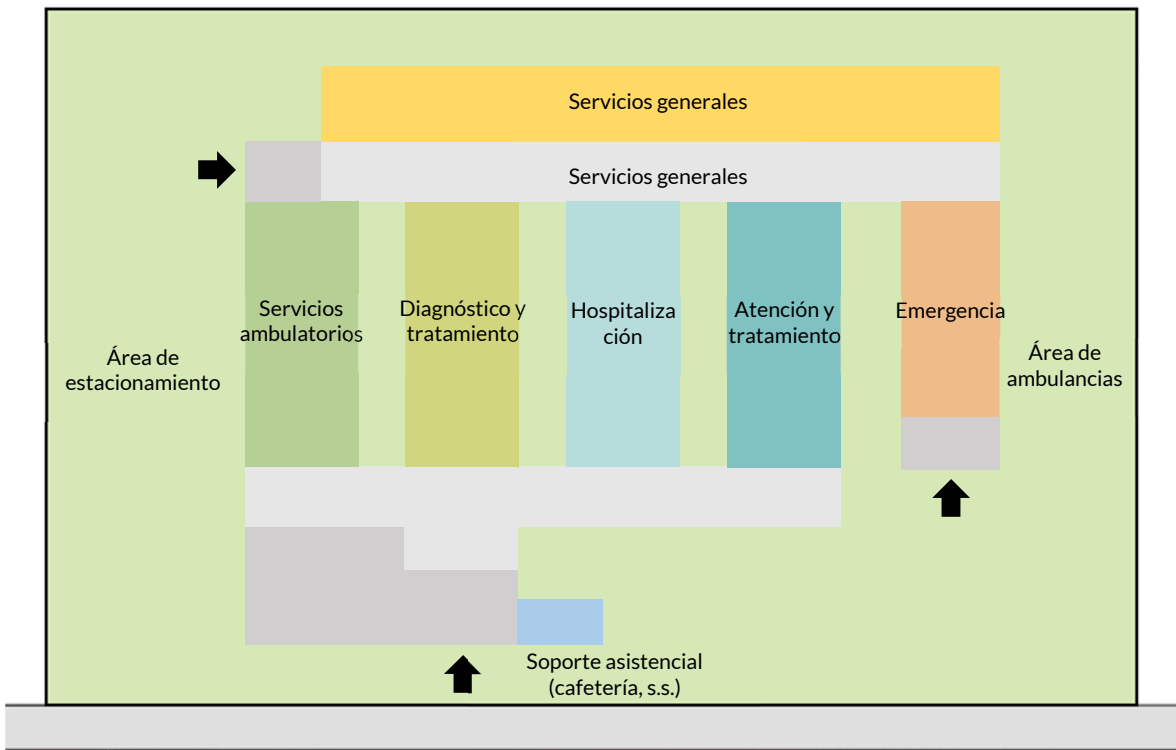 Servicios generales
Servicios generales
Servicios
ambulatorios
Diagnóstico y
tratamiento
Hospitaliza
ción
Atención y
tratamiento
Emergencia
Área de
estacionamiento
Área de
ambulancias
Soporte asistencial
(cafetería, s.s.)